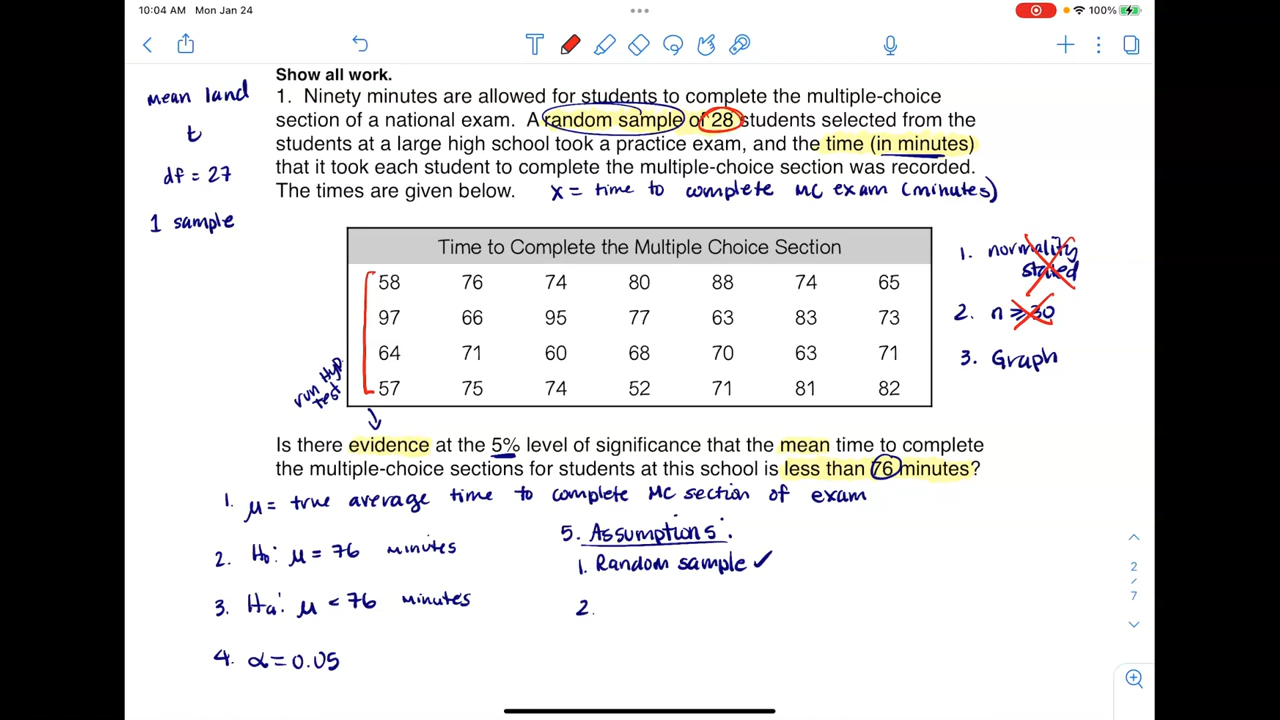 10:04 AM Mon Jan 24
100%
Show all work.
1. Ninety minutes are allowed for students to complete the multiple-choice
section of a national exam. A random sample of 28 students selected from the
students at a large high school took a practice exam, and the time (in minutes)
that it took each student to complete the multiple-choice section was recorded.
The times are given below. x = time to complete MC exam (minutes)
mean land
t
df = 27
1 sample
Time to Complete the Multiple Choice Section
58 76 74 80 88 74 65
97 66 95 77 63 83 73
64 71 60 68 70 63 71
57 75 74 52 71 81 82
run Hyp.
test
1. normality
stated
2. n ≥ 30
3. Graph
Is there evidence at the 5% level of significance that the mean time to complete
the multiple-choice sections for students at this school is less than 76 minutes?
1. μ = true average time to complete MC section of exam
2. Ho: μ = 76 minutes
3. Ha: μ < 76 minutes
4. α = 0.05
5. Assumptions:
1. Random sample ✓
2.
2
/
7